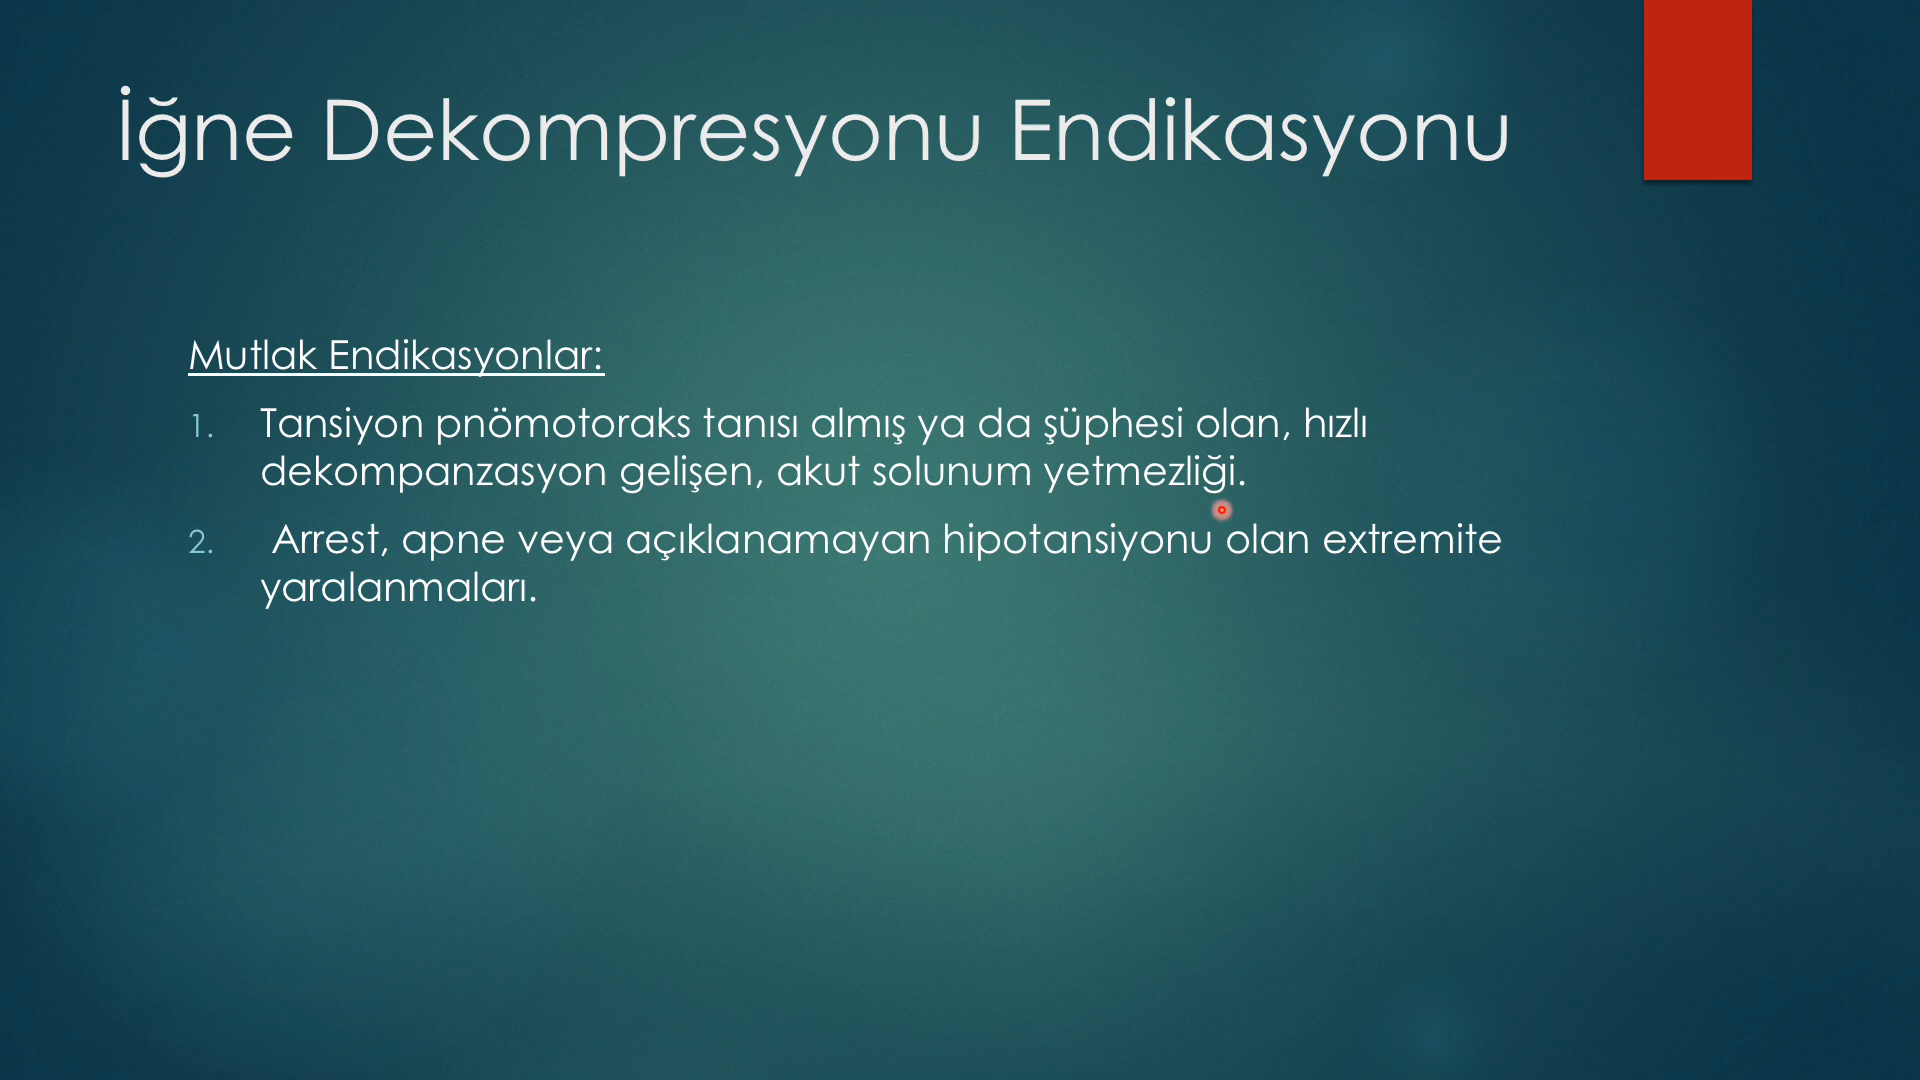 İğne Dekompresyonu Endikasyonu
Mutlak Endikasyonlar:
1. Tansiyon pnömotoraks tanısı almış ya da şüphesi olan, hızlı
dekompanzasyon gelişen, akut solunum yetmezliği.
2. Arrest, apne veya açıklanamayan hipotansiyonu olan extremite
yaralanmaları.